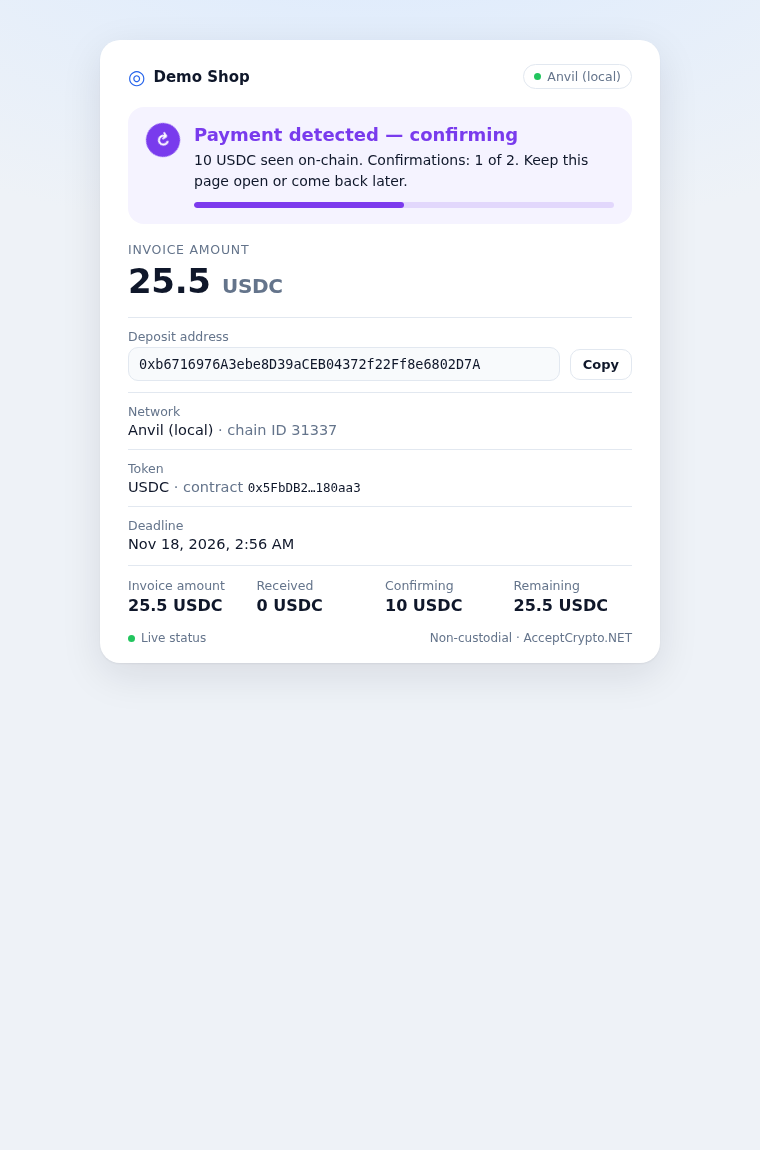 Demo Shop
Anvil (local)
Payment detected — confirming
10 USDC seen on-chain. Confirmations: 1 of 2. Keep this
page open or come back later.
INVOICE AMOUNT
25.5 USDC
Deposit address
0xb6716976A3ebe8D39aCEB04372f22Ff8e6802D7A
Copy
Network
Anvil (local) · chain ID 31337
Token
USDC · contract 0x5FbDB2…180aa3
Deadline
Nov 18, 2026, 2:56 AM
Invoice amount
25.5 USDC
Received
0 USDC
Confirming
10 USDC
Remaining
25.5 USDC
Live status
Non-custodial · AcceptCrypto.NET